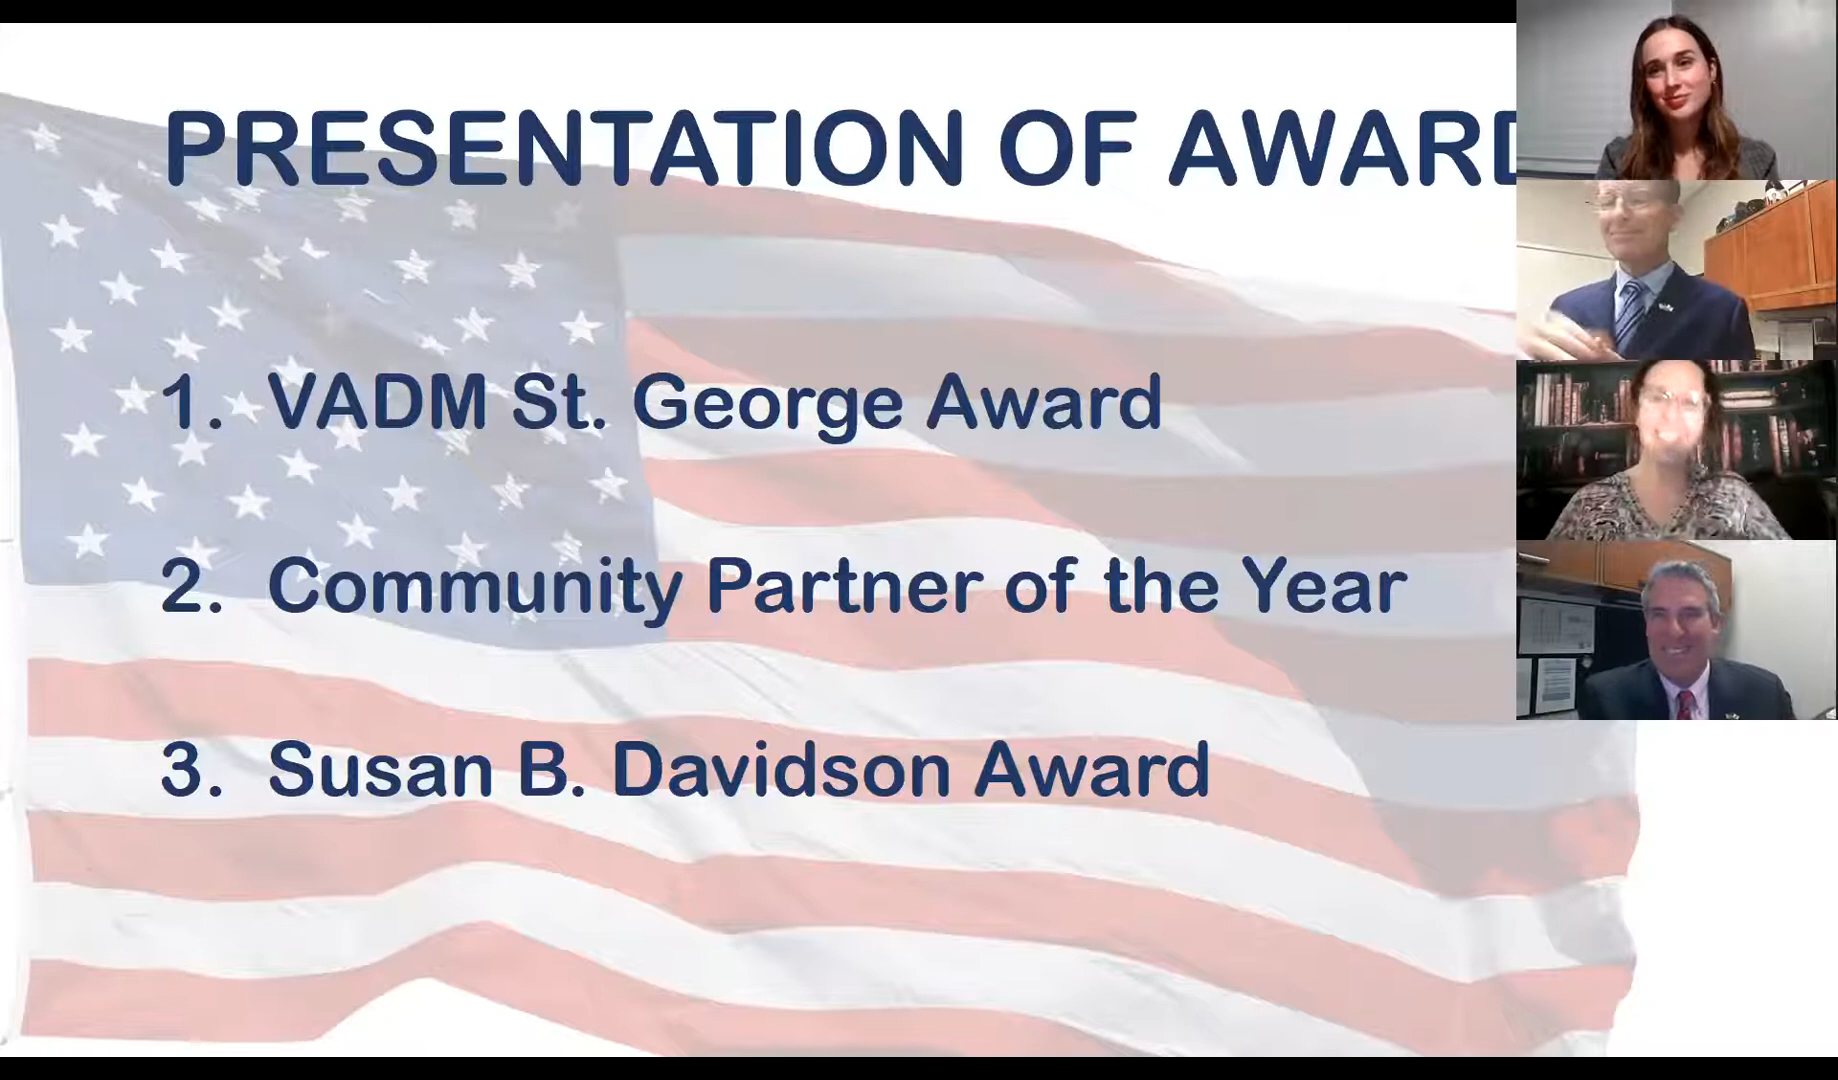 PRESENTATION OF AWARD
1. VADM St. George Award
2. Community Partner of the Year
3. Susan B. Davidson Award